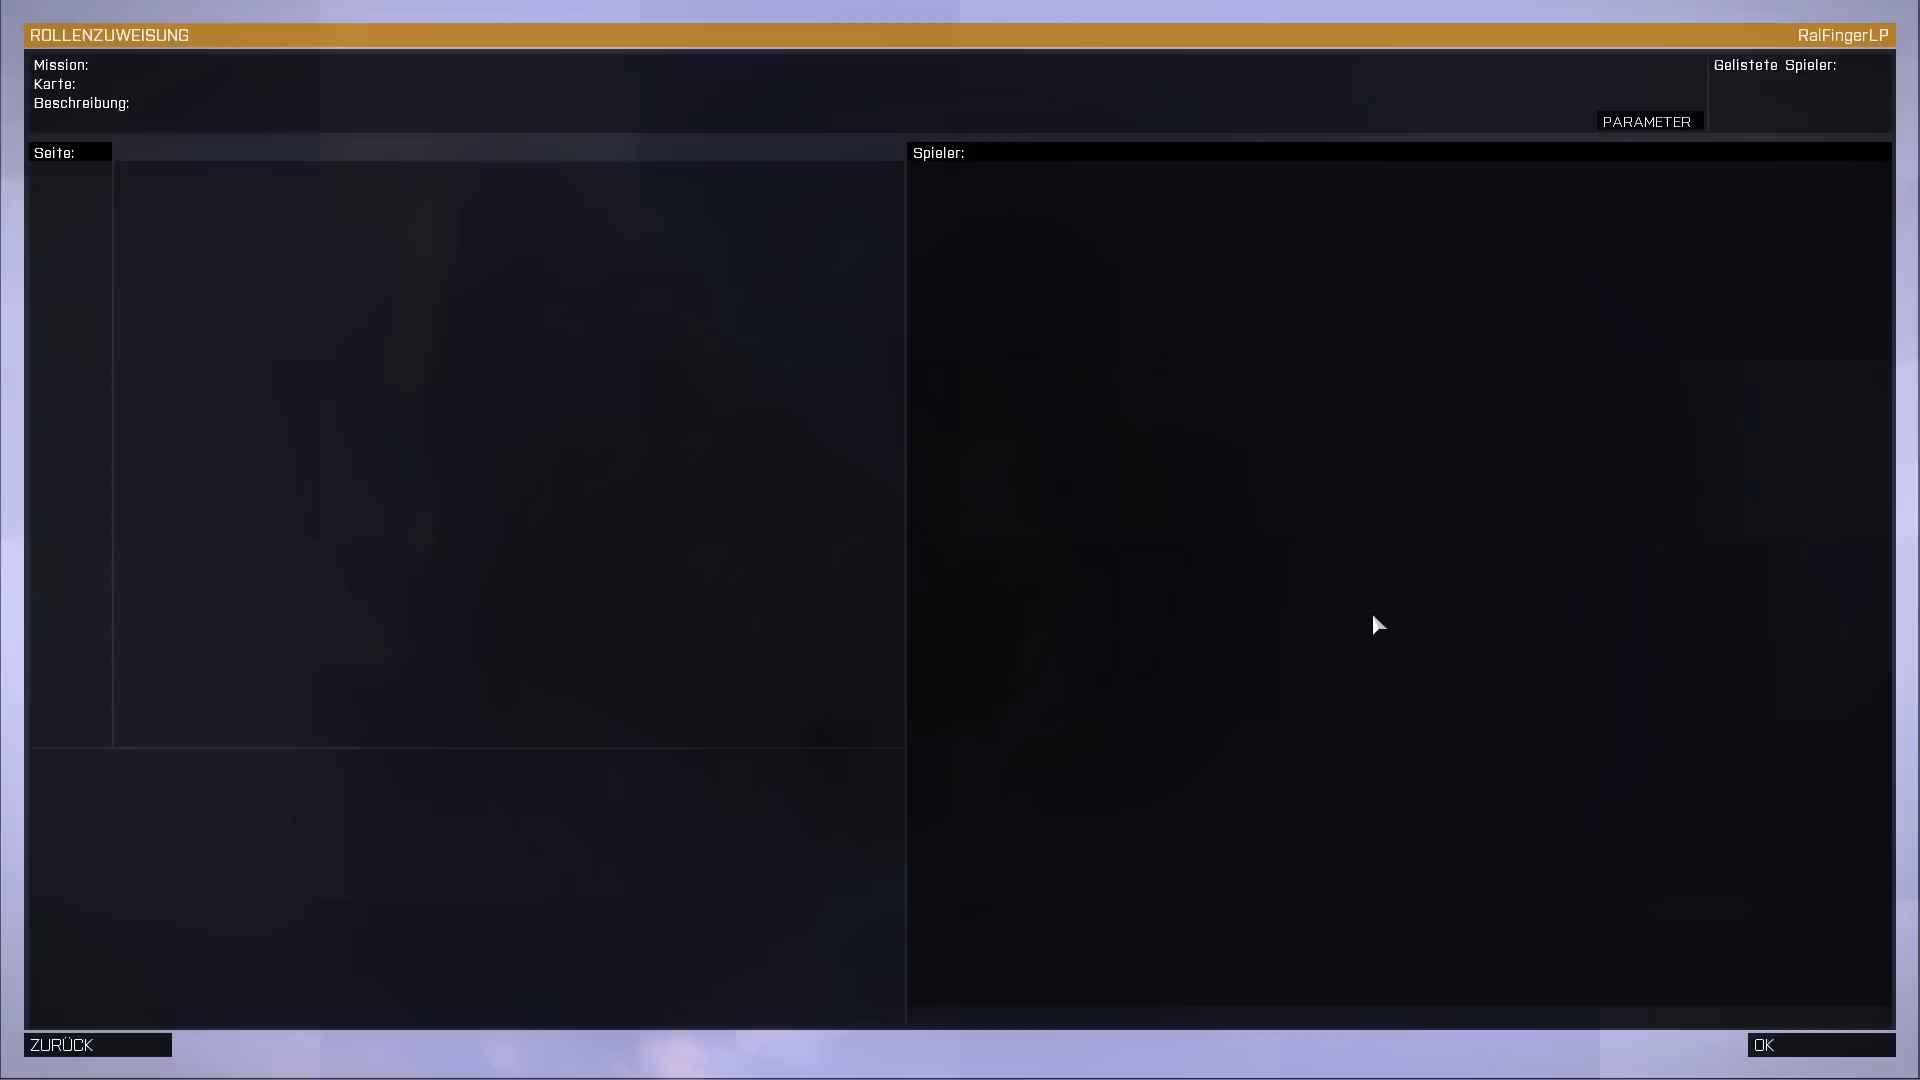 ROLLENZUWEISUNG
RalFingerLP
Mission:
Karte:
Beschreibung:
Gelistete Spieler:
PARAMETER
Seite:
Spieler:
ZURÜCK
OK